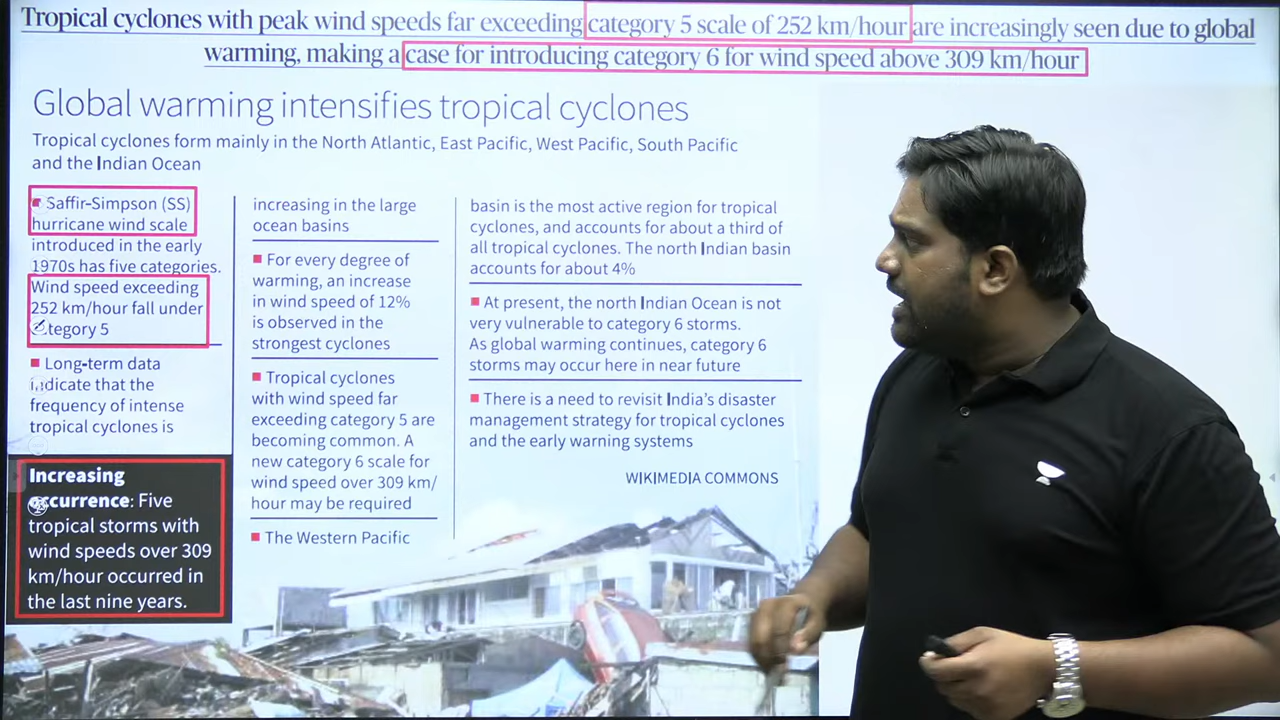 Tropical cyclones with peak wind speeds far exceeding category 5 scale of 252 km/hour are increasingly seen due to global
warming, making a case for introducing category 6 for wind speed above 309 km/hour
Global warming intensifies tropical cyclones
Tropical cyclones form mainly in the North Atlantic, East Pacific, West Pacific, South Pacific
and the Indian Ocean
Saffir-Simpson (SS)
hurricane wind scale
introduced in the early
1970s has five categories.
Wind speed exceeding
252 km/hour fall under
tegory 5
Long-term data
indicate that the
frequency of intense
tropical cyclones is
Increasing
occurrence: Five
tropical storms with
wind speeds over 309
km/hour occurred in
the last nine years.
increasing in the large
ocean basins
For every degree of
warming, an increase
in wind speed of 12%
is observed in the
strongest cyclones
Tropical cyclones
with wind speed far
exceeding category 5 are
becoming common. A
new category 6 scale for
wind speed over 309 km/
hour may be required
The Western Pacific
basin is the most active region for tropical
cyclones, and accounts for about a third of
all tropical cyclones. The north Indian basin
accounts for about 4%
At present, the north Indian Ocean is not
very vulnerable to category 6 storms.
As global warming continues, category 6
storms may occur here in near future
There is a need to revisit India's disaster
management strategy for tropical cyclones
and the early warning systems
WIKIMEDIA COMMONS